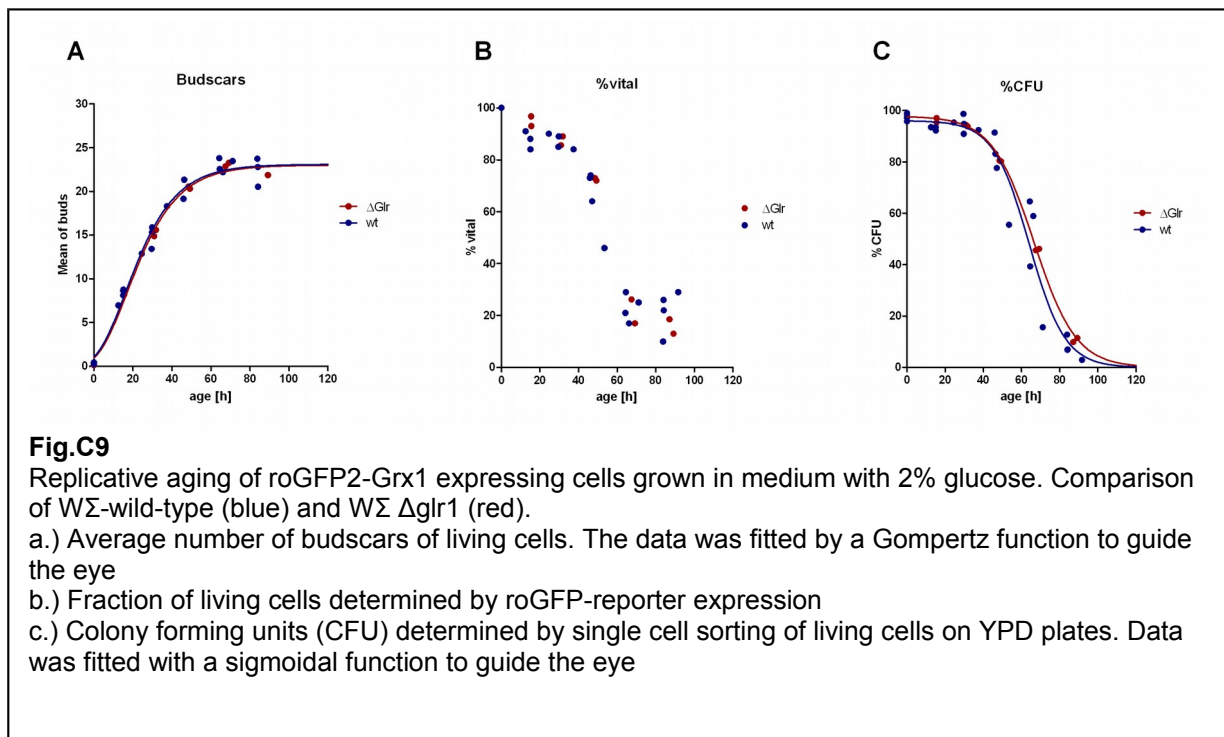 A
B
C
Budscars
%vital
%CFU
Mean of buds
30
25
20
15
10
5
0
0 20 40 60 80 100 120
age [h]
ΔGlr
wt
% vital
100
80
60
40
20
0
0 20 40 60 80 100 120
age [h]
ΔGlr
wt
% CFU
100
80
60
40
20
0
0 20 40 60 80 100 120
age [h]
ΔGlr
wt
Fig.C9
Replicative aging of roGFP2-Grx1 expressing cells grown in medium with 2% glucose. Comparison
of WΣ-wild-type (blue) and WΣ Δglr1 (red).
a.) Average number of budscars of living cells. The data was fitted by a Gompertz function to guide
the eye
b.) Fraction of living cells determined by roGFP-reporter expression
c.) Colony forming units (CFU) determined by single cell sorting of living cells on YPD plates. Data
was fitted with a sigmoidal function to guide the eye